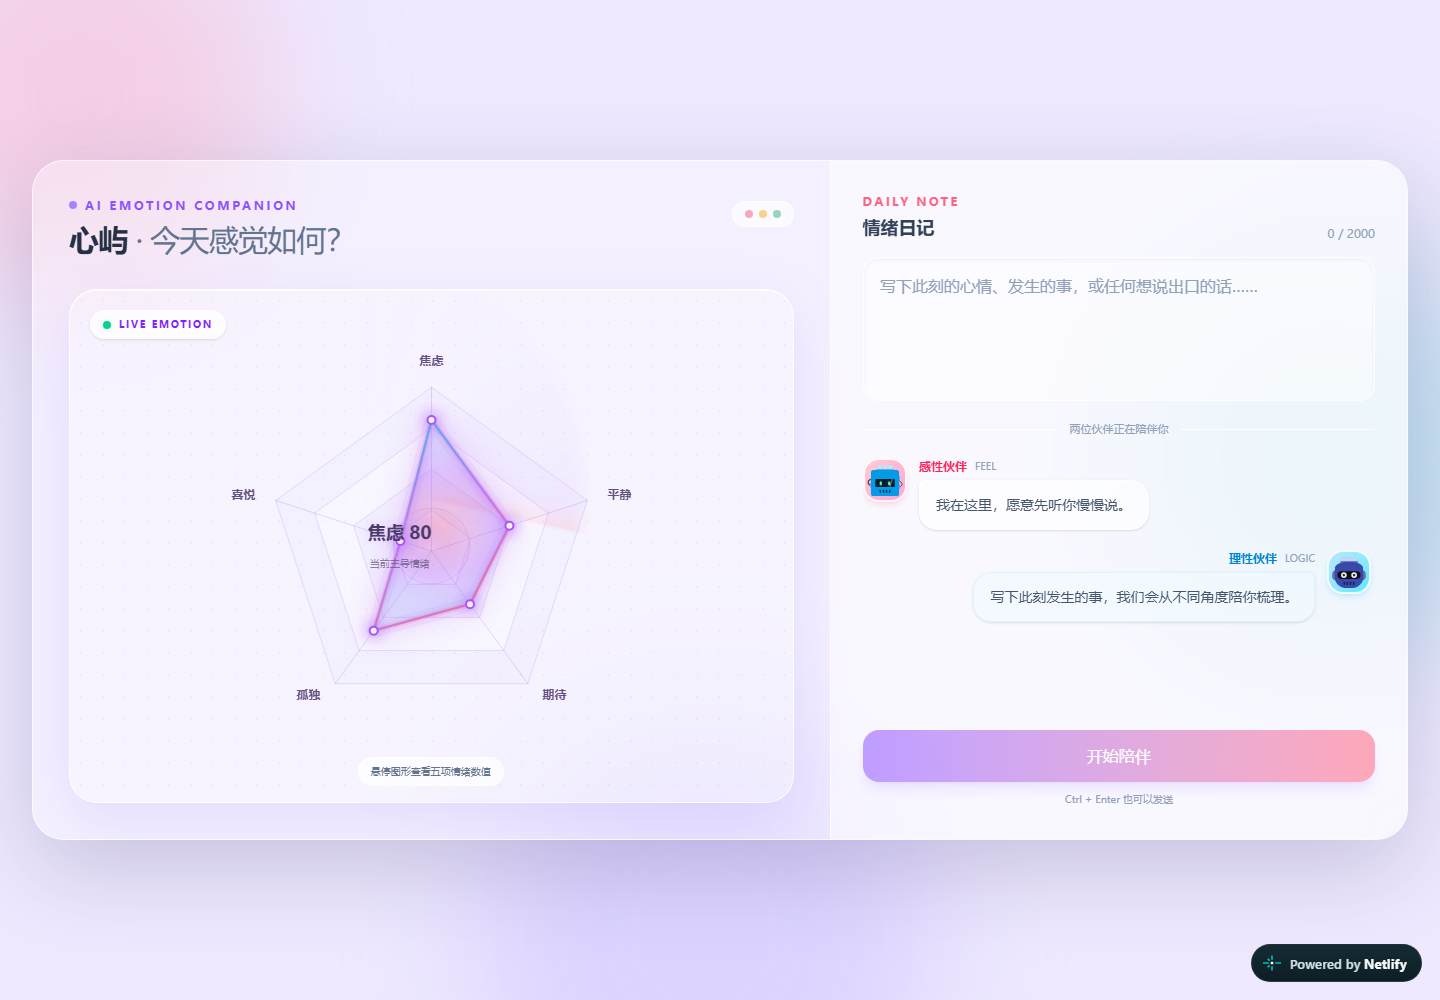 AI EMOTION COMPANION
心屿 · 今天感觉如何?
LIVE EMOTION
焦虑
喜悦
平静
焦虑 80
当前主导情绪
孤独
期待
悬停图形查看五项情绪数值
DAILY NOTE
情绪日记
0 / 2000
写下此刻的心情、发生的事，或任何想说出口的话……
两位伙伴正在陪伴你
感性伙伴 FEEL
我在这里，愿意先听你慢慢说。
理性伙伴 LOGIC
写下此刻发生的事，我们会从不同角度陪你梳理。
开始陪伴
Ctrl + Enter 也可以发送
Powered by Netlify